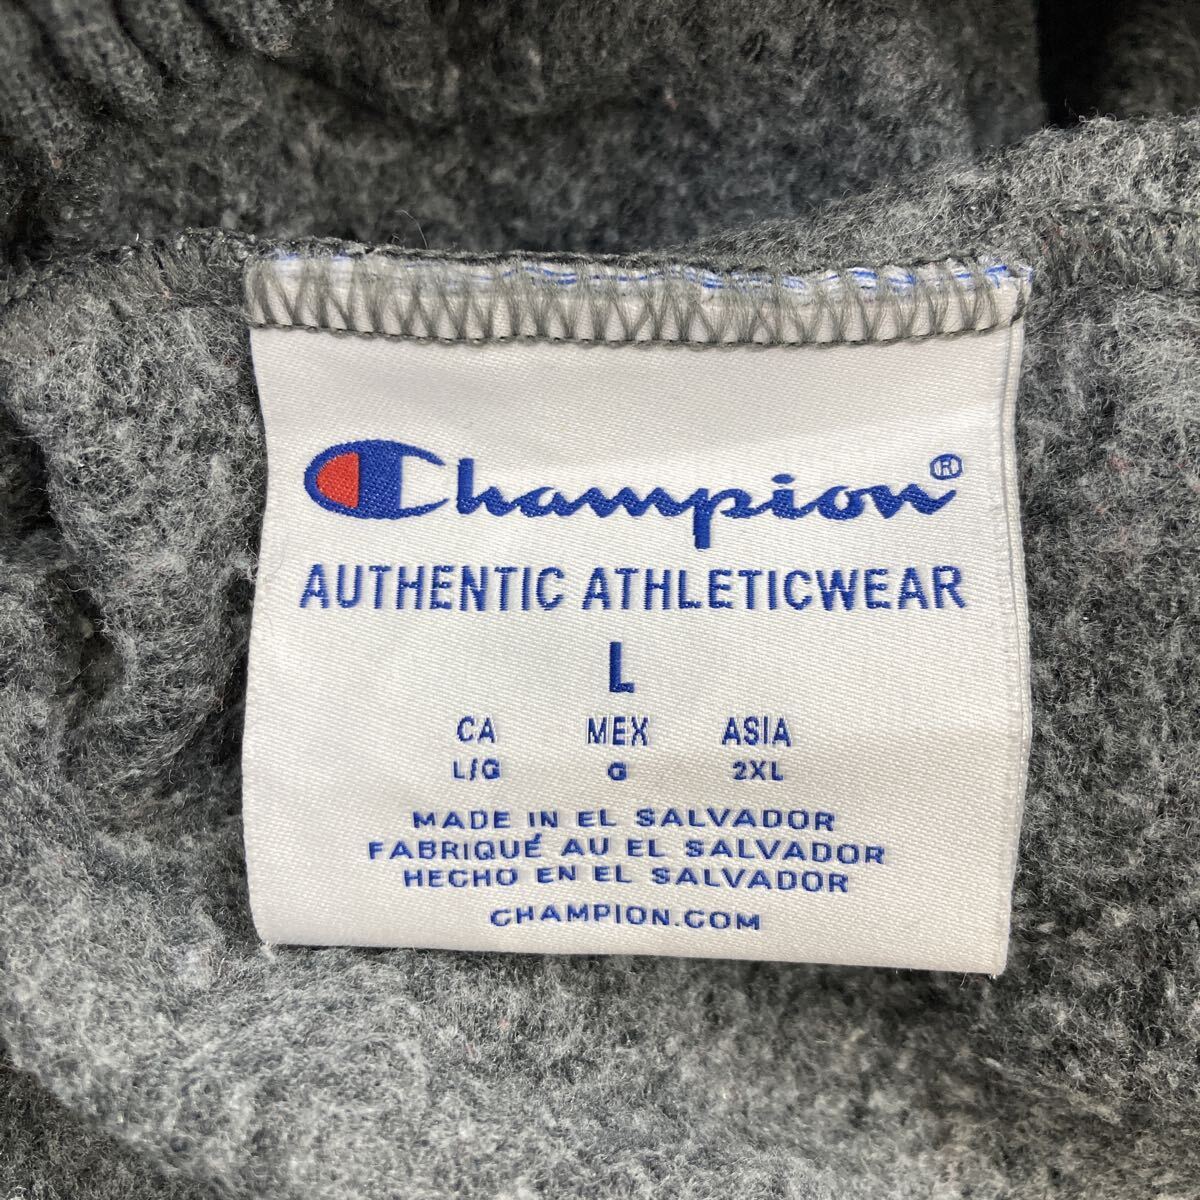 Champion®
AUTHENTIC ATHLETICWEAR
L
CA MEX ASIA
L/G G 2XL
MADE IN EL SALVADOR
FABRIQUÉ AU EL SALVADOR
HECHO EN EL SALVADOR
CHAMPION.COM